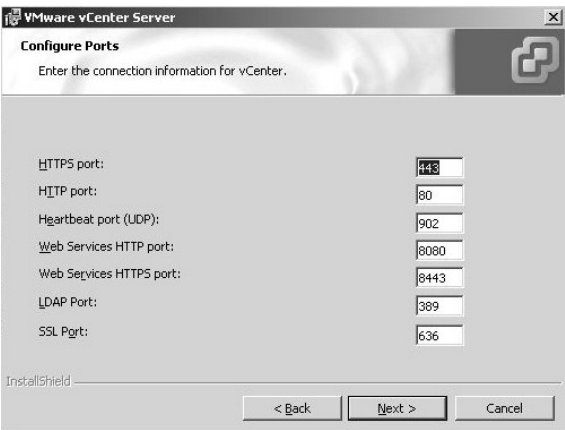 VMware vCenter Server
Configure Ports
Enter the connection information for vCenter.
HTTPS port: 443
HTTP port: 80
Heartbeat port (UDP): 902
Web Services HTTP port: 8080
Web Services HTTPS port: 8443
LDAP Port: 389
SSL Port: 636
InstallShield
< Back Next > Cancel